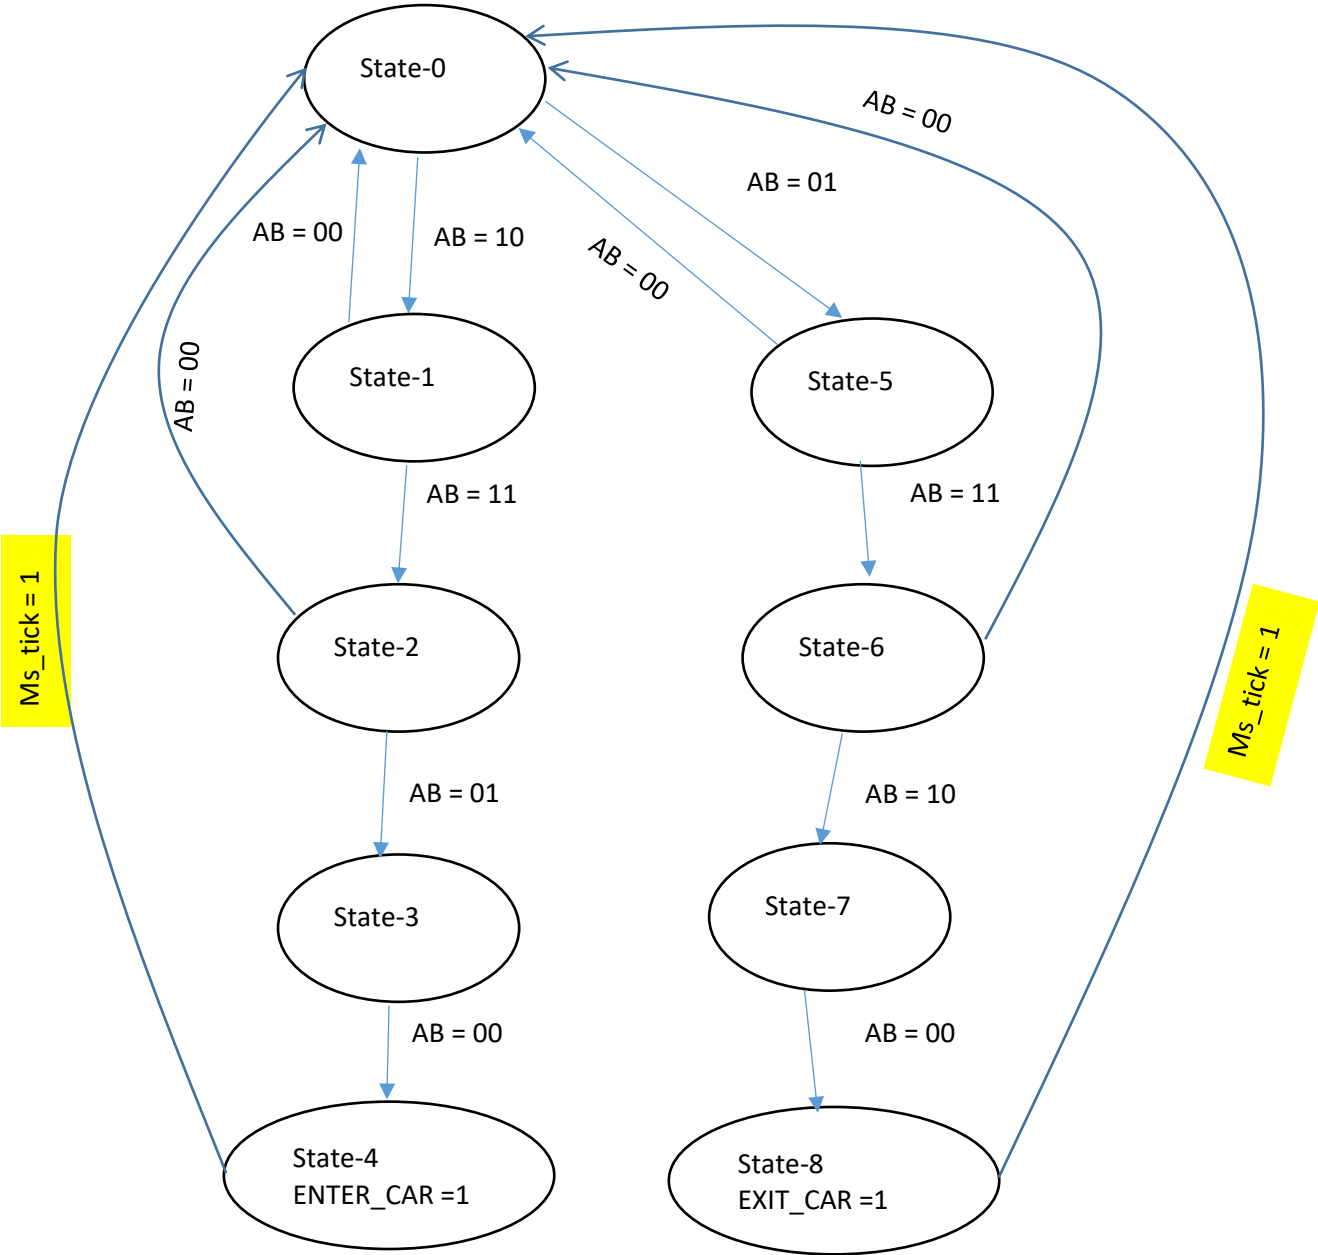 State-0
AB = 00
AB = 01
AB = 00
AB = 10
AB = 00
AB = 00
State-1
State-5
AB = 11
AB = 11
Ms_tick = 1
State-2
State-6
Ms_tick = 1
AB = 01
AB = 10
State-3
State-7
AB = 00
AB = 00
State-4
ENTER_CAR =1
State-8
EXIT_CAR =1